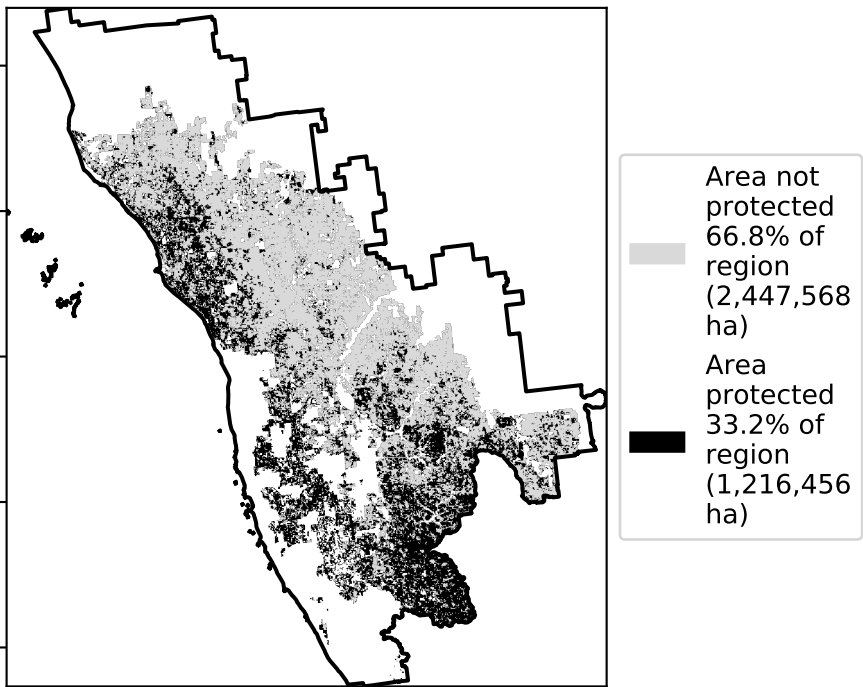 Area not
protected
66.8% of
region
(2,447,568
ha)
Area
protected
33.2% of
region
(1,216,456
ha)